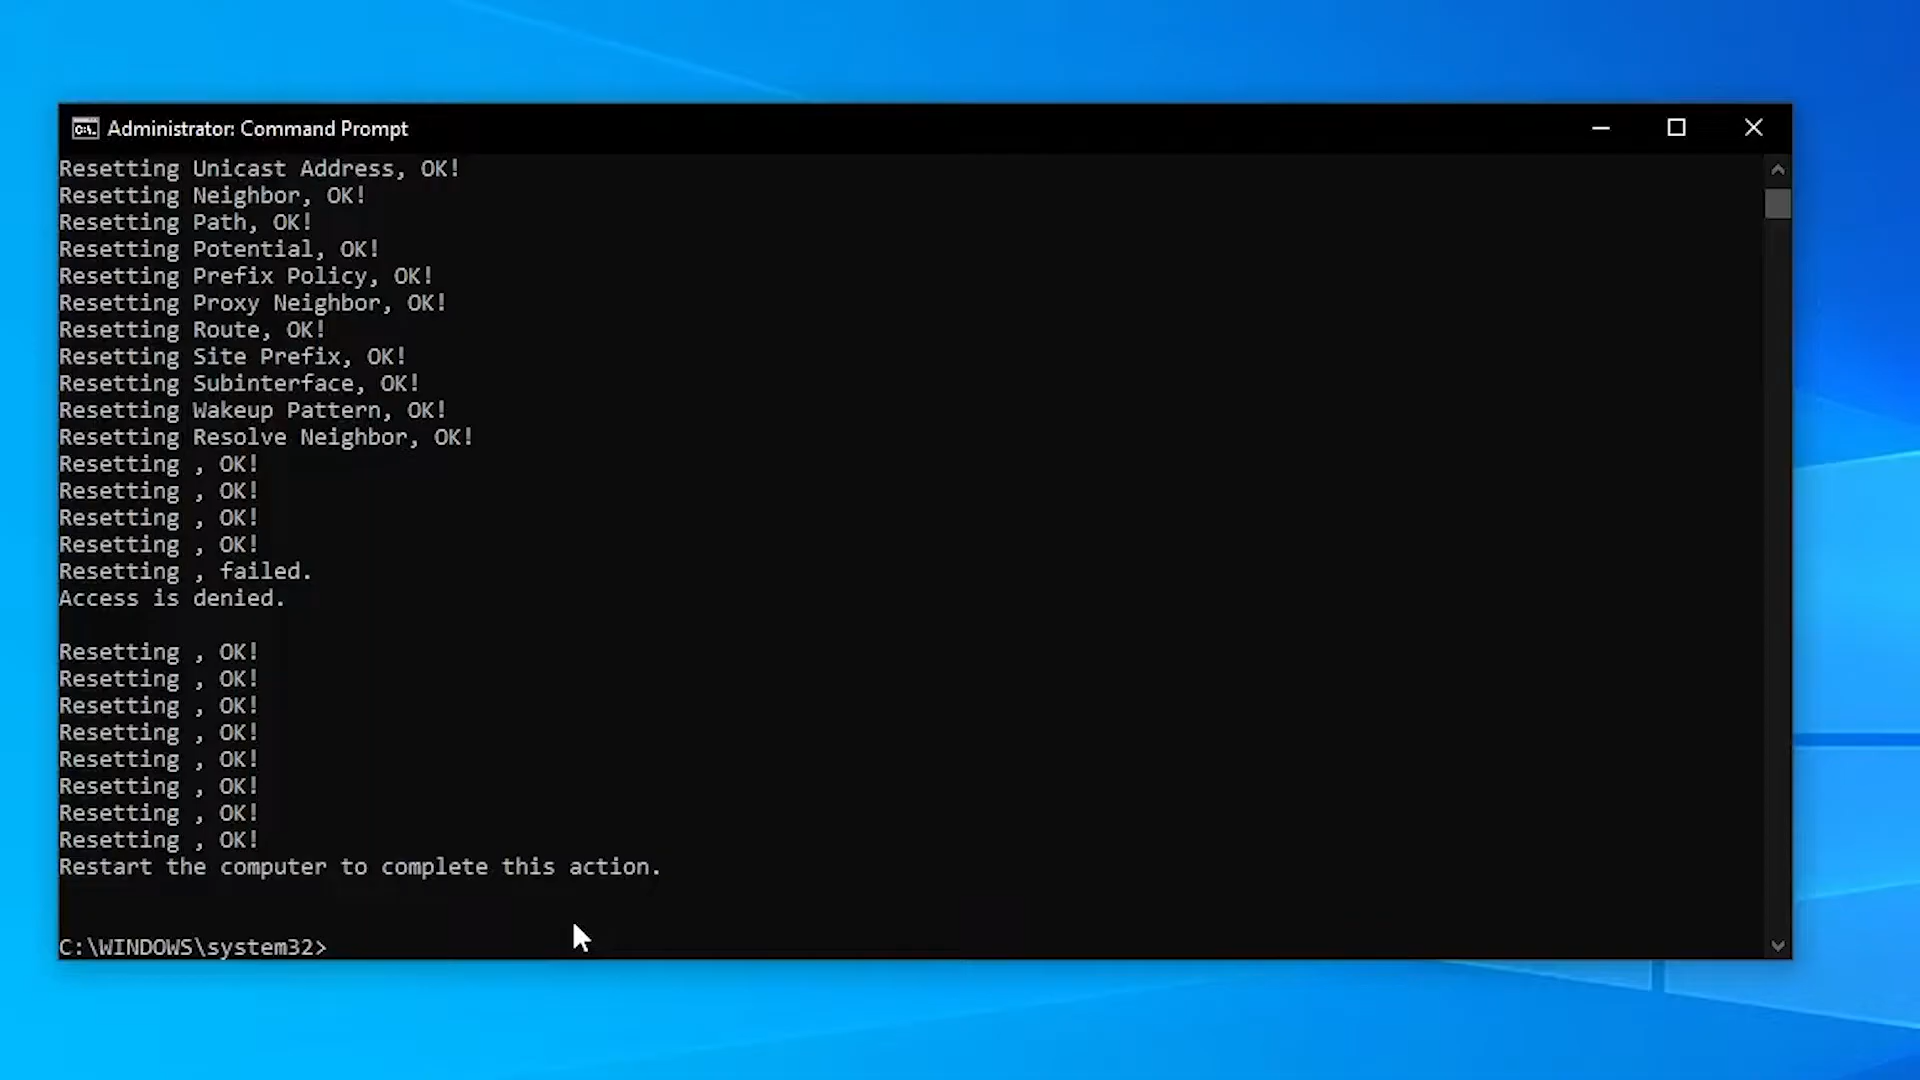 Administrator: Command Prompt
Resetting Unicast Address, OK!
Resetting Neighbor, OK!
Resetting Path, OK!
Resetting Potential, OK!
Resetting Prefix Policy, OK!
Resetting Proxy Neighbor, OK!
Resetting Route, OK!
Resetting Site Prefix, OK!
Resetting Subinterface, OK!
Resetting Wakeup Pattern, OK!
Resetting Resolve Neighbor, OK!
Resetting , OK!
Resetting , OK!
Resetting , OK!
Resetting , OK!
Resetting , failed.
Access is denied.
Resetting , OK!
Resetting , OK!
Resetting , OK!
Resetting , OK!
Resetting , OK!
Resetting , OK!
Resetting , OK!
Resetting , OK!
Restart the computer to complete this action.
C:\WINDOWS\system32>